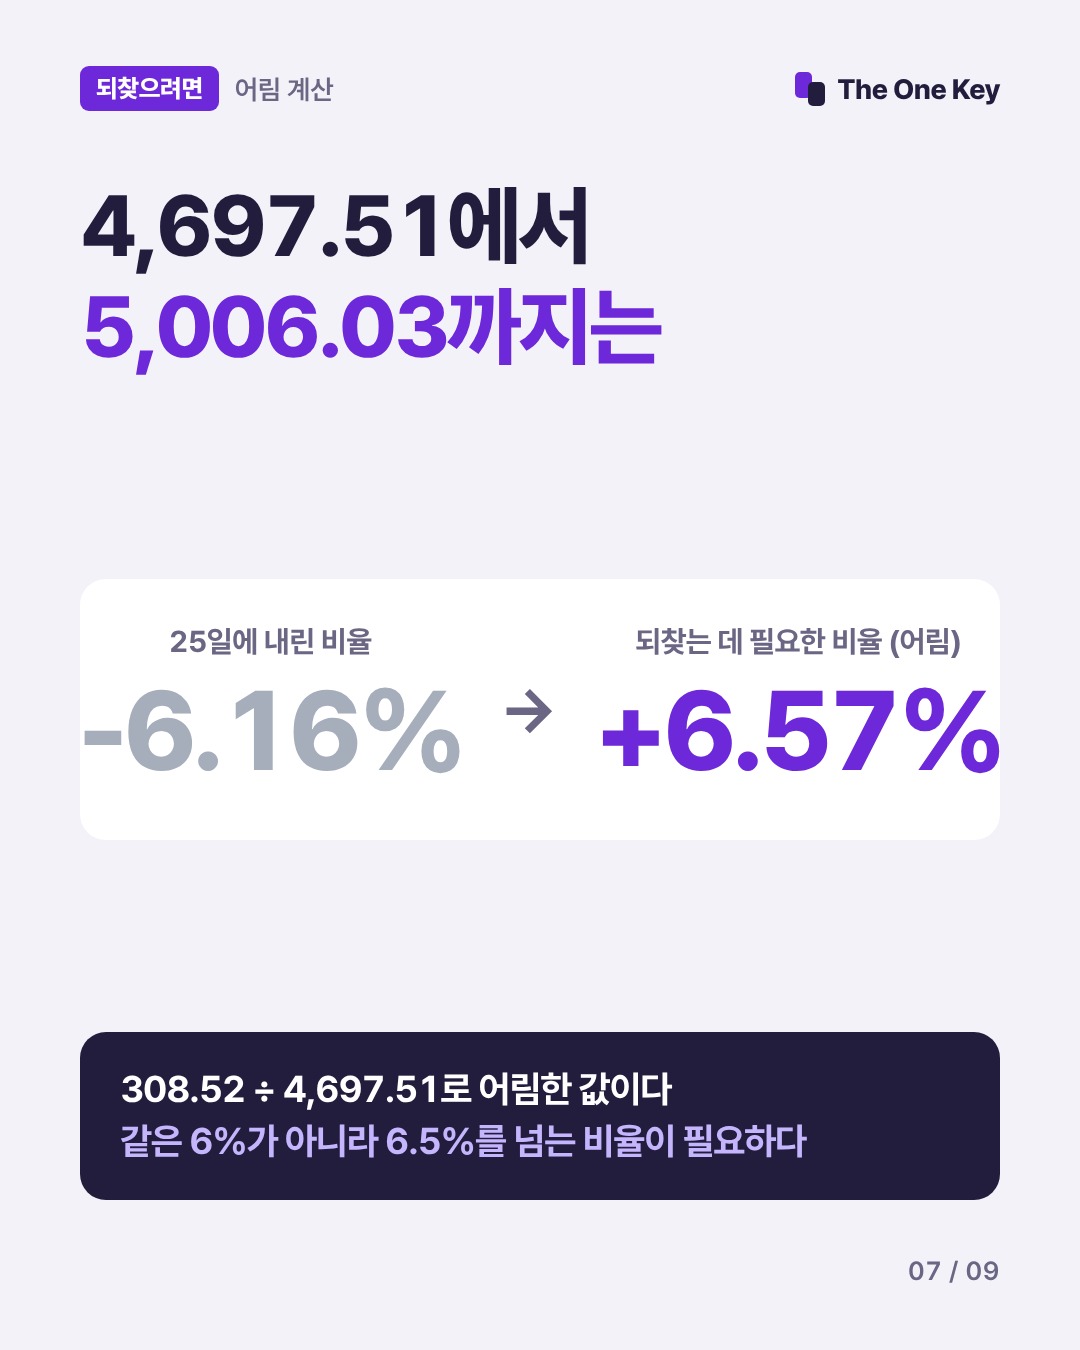 되찾으려면 어림 계산
The One Key
4,697.51에서
5,006.03까지는
25일에 내린 비율
-6.16%
→
되찾는 데 필요한 비율 (어림)
+6.57%
308.52 ÷ 4,697.51로 어림한 값이다
같은 6%가 아니라 6.5%를 넘는 비율이 필요하다
07 / 09